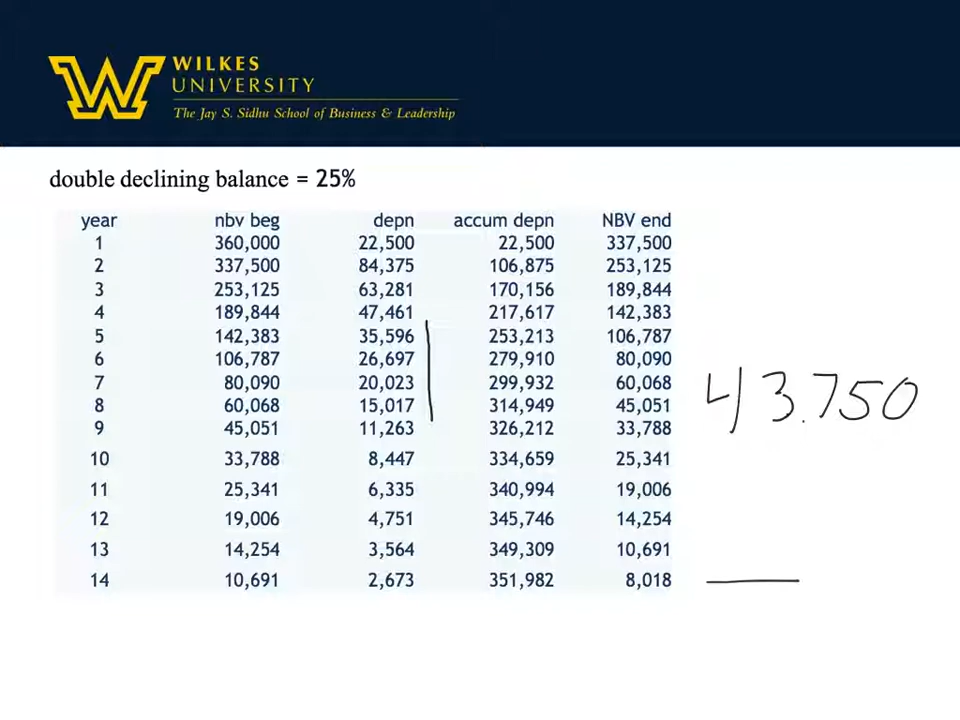 WILKES
UNIVERSITY
The Jay S. Sidhu School of Business & Leadership
double declining balance = 25%
year nbv beg depn accum depn NBV end
1 360,000 22,500 22,500 337,500
2 337,500 84,375 106,875 253,125
3 253,125 63,281 170,156 189,844
4 189,844 47,461 217,617 142,383
5 142,383 35,596 253,213 106,787
6 106,787 26,697 279,910 80,090
7 80,090 20,023 299,932 60,068
8 60,068 15,017 314,949 45,051
9 45,051 11,263 326,212 33,788
10 33,788 8,447 334,659 25,341
11 25,341 6,335 340,994 19,006
12 19,006 4,751 345,746 14,254
13 14,254 3,564 349,309 10,691
14 10,691 2,673 351,982 8,018
43.750